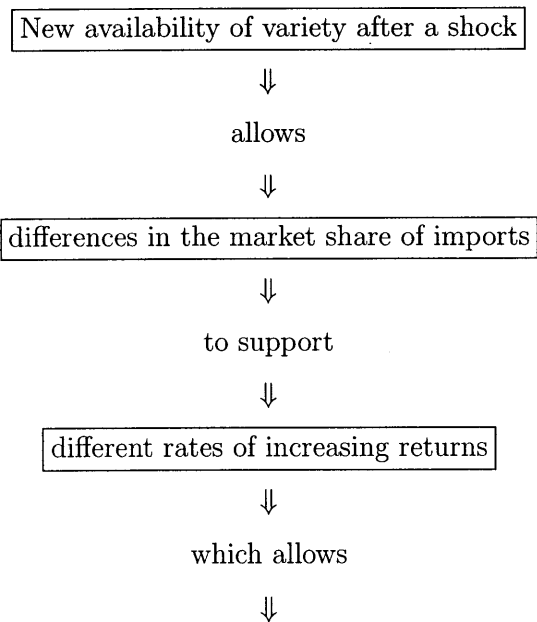 New availability of variety after a shock
⇓
allows
⇓
differences in the market share of imports
⇓
to support
⇓
different rates of increasing returns
⇓
which allows
⇓